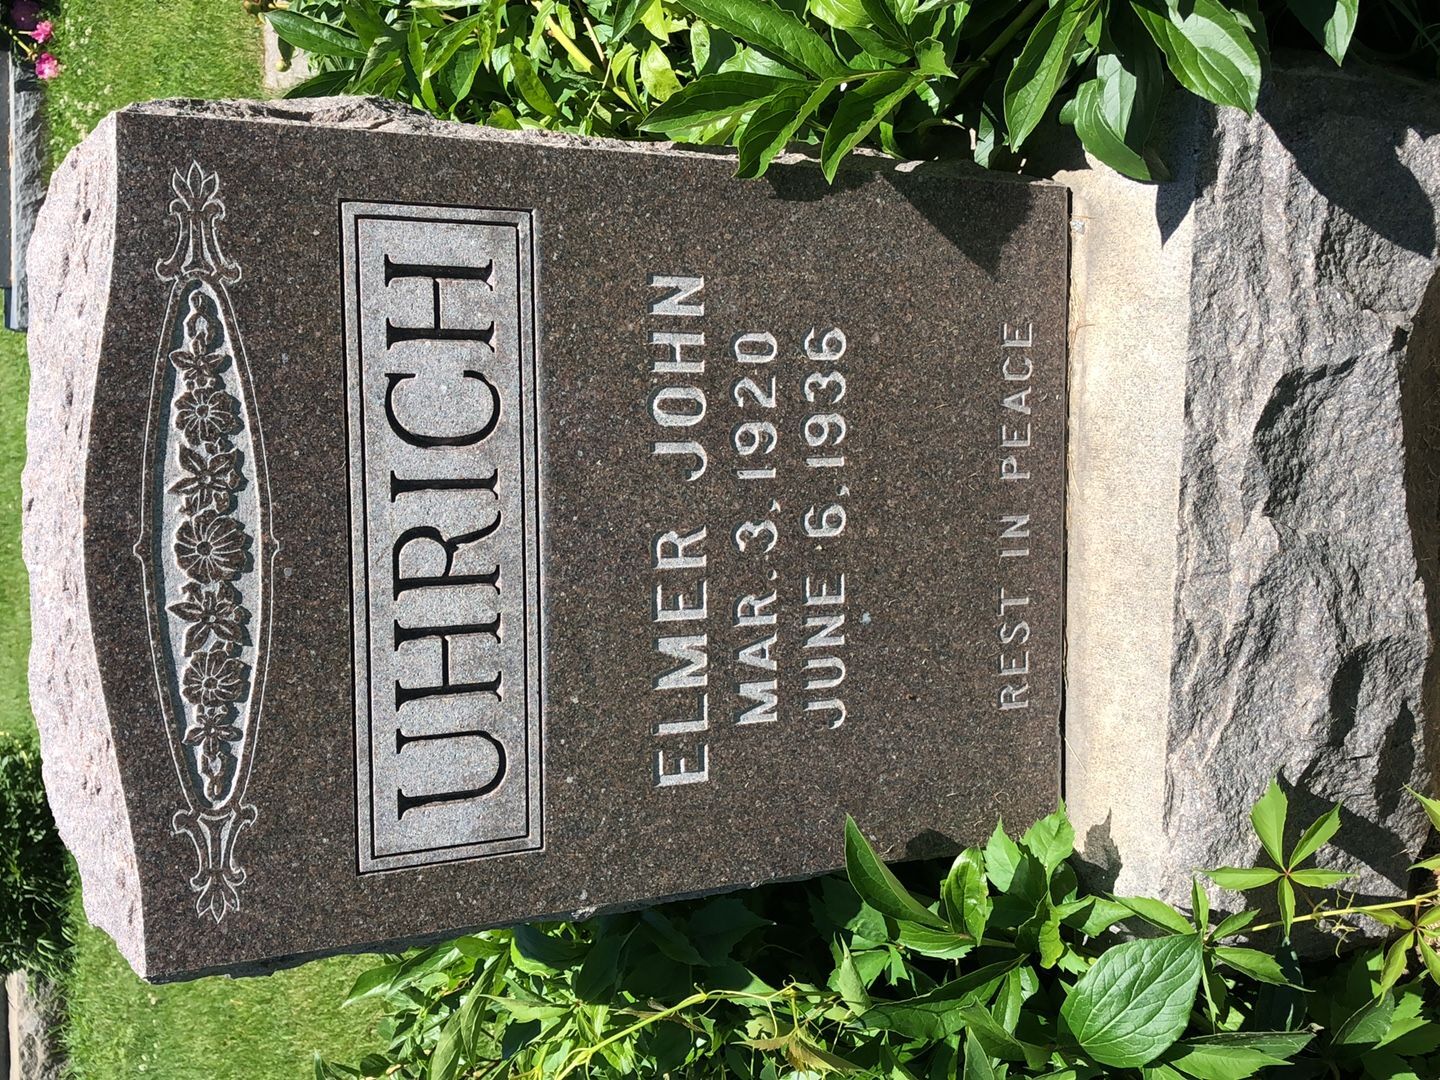 UHRICH
ELMER JOHN
MAR. 3, 1920
JUNE 6, 1936
REST IN PEACE